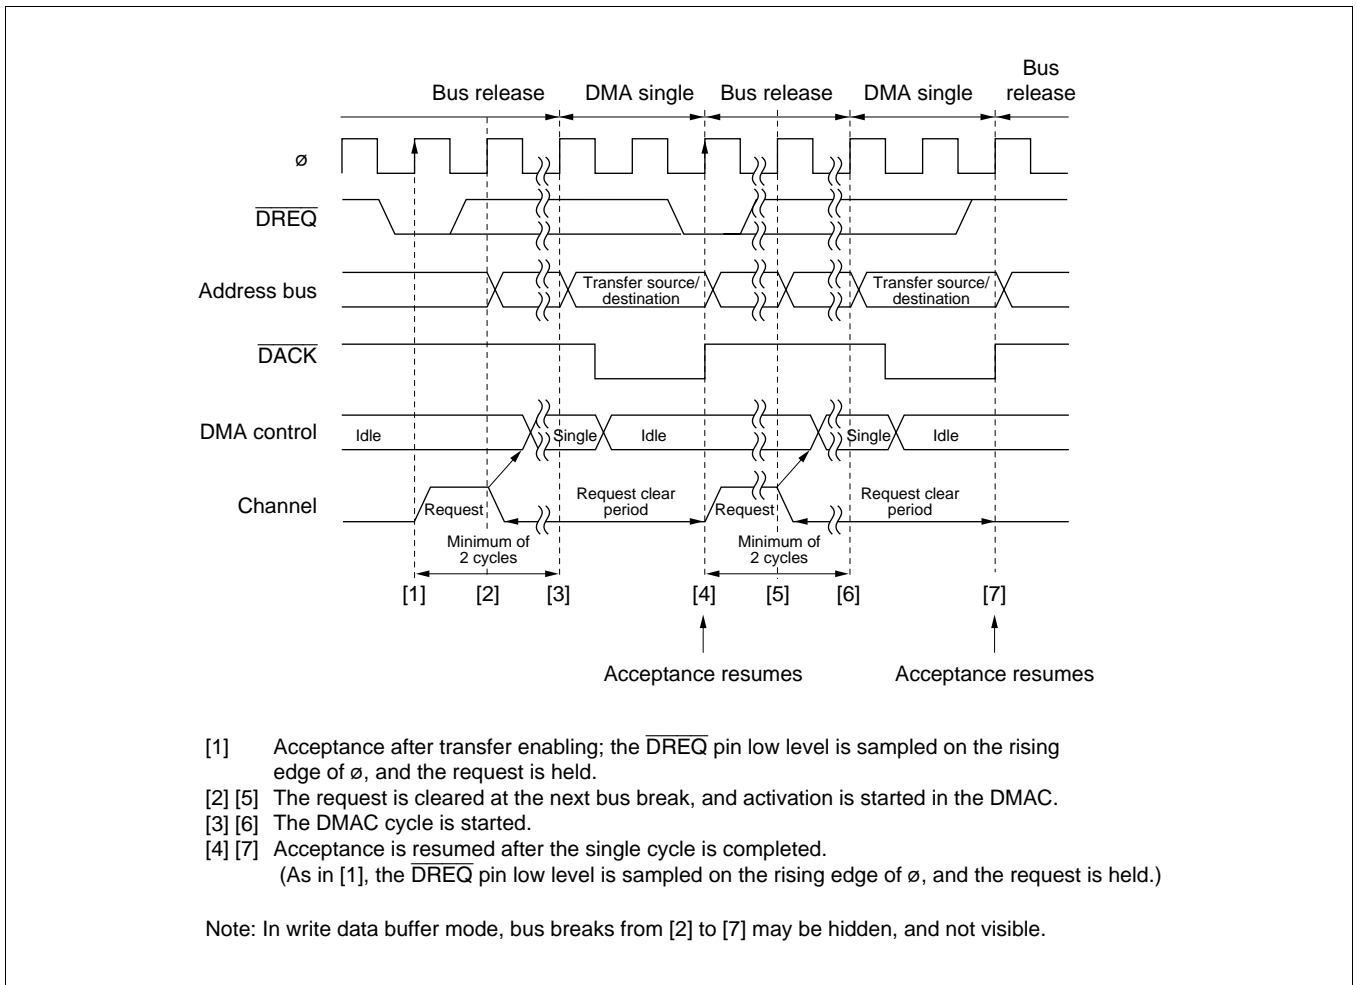 Bus
Bus release DMA single Bus release DMA single release
ø
DREQ
Address bus Transfer source/ Transfer source/
destination destination
DACK
DMA control Idle Single Idle Single Idle
Channel Request Request clear Request Request clear
period period
Minimum of Minimum of
2 cycles 2 cycles
[1] [2] [3] [4] [5] [6] [7]
Acceptance resumes Acceptance resumes
[1] Acceptance after transfer enabling; the DREQ pin low level is sampled on the rising
edge of ø, and the request is held.
[2] [5] The request is cleared at the next bus break, and activation is started in the DMAC.
[3] [6] The DMAC cycle is started.
[4] [7] Acceptance is resumed after the single cycle is completed.
(As in [1], the DREQ pin low level is sampled on the rising edge of ø, and the request is held.)
Note: In write data buffer mode, bus breaks from [2] to [7] may be hidden, and not visible.